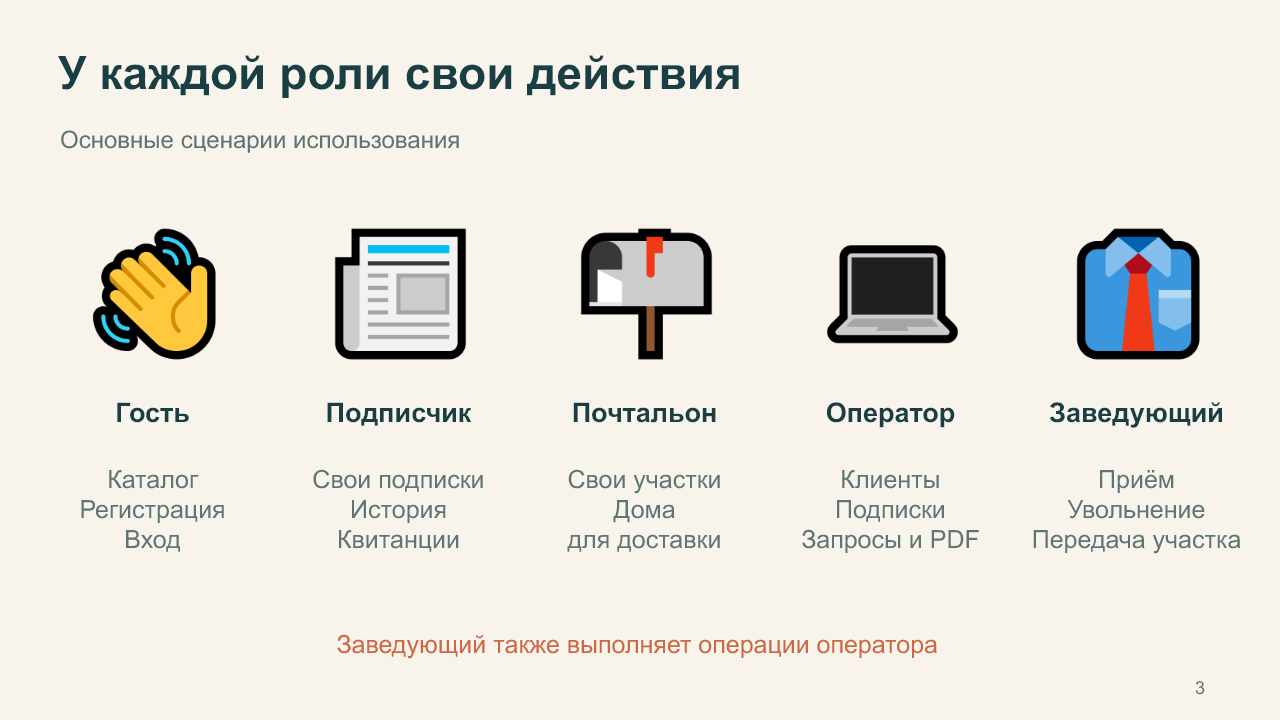 У каждой роли свои действия
Основные сценарии использования
Гость
Каталог
Регистрация
Вход
Подписчик
Свои подписки
История
Квитанции
Почтальон
Свои участки
Дома
для доставки
Оператор
Клиенты
Подписки
Запросы и PDF
Заведующий
Приём
Увольнение
Передача участка
Заведующий также выполняет операции оператора
3